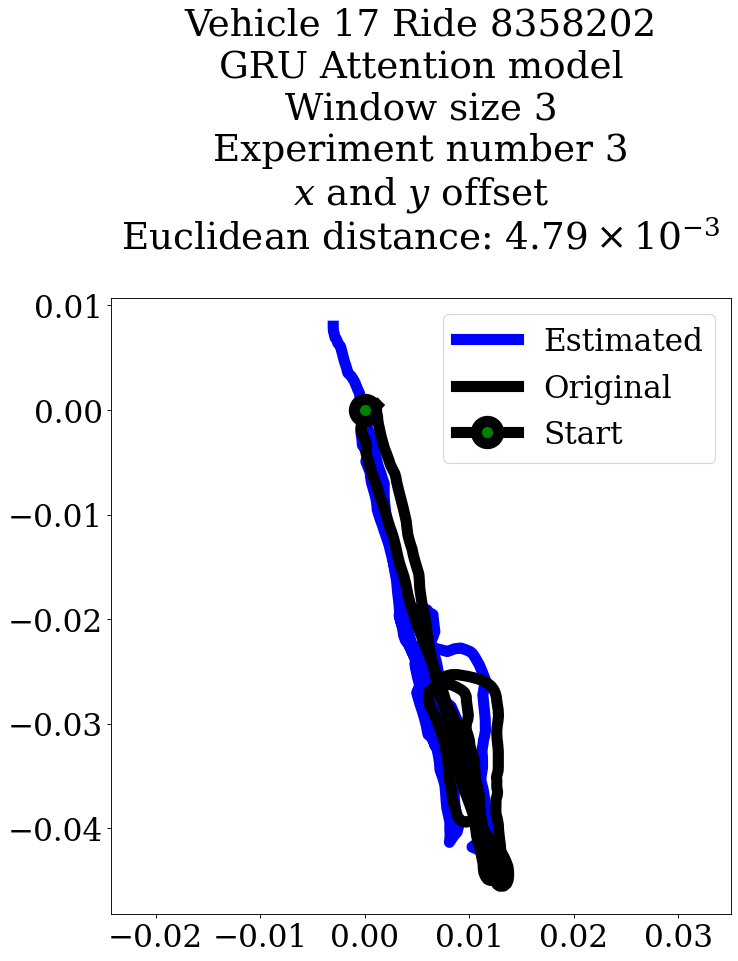 Vehicle 17 Ride 8358202
GRU Attention model
Window size 3
Experiment number 3
x and y offset
Euclidean distance: 4.79 × 10⁻³
Estimated
Original
Start
0.01
0.00
−0.01
−0.02
−0.03
−0.04
−0.02 −0.01 0.00 0.01 0.02 0.03